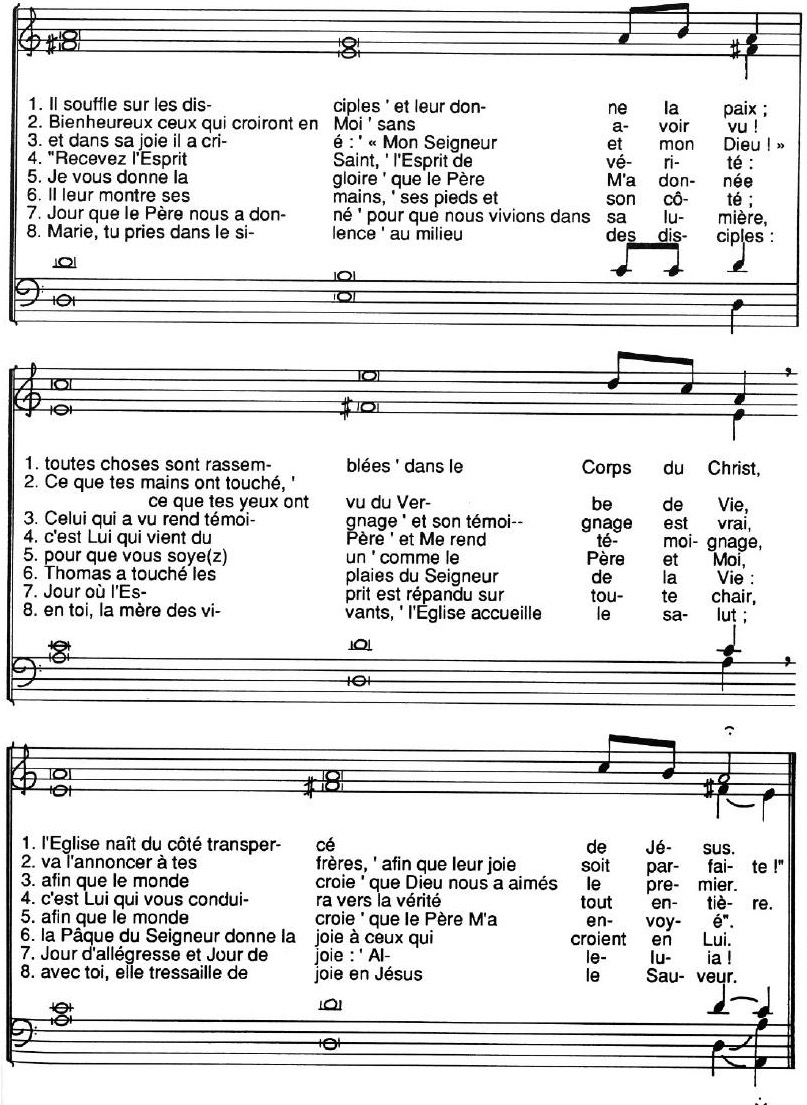 1. Il souffle sur les dis- ciples ' et leur don- ne la paix ;
2. Bienheureux ceux qui croiront en Moi ' sans a- voir vu !
3. et dans sa joie il a cri- é : ' « Mon Seigneur et mon Dieu ! »
4. "Recevez l'Esprit Saint, ' l'Esprit de vé- ri- té :
5. Je vous donne la gloire ' que le Père M'a don- née
6. Il leur montre ses mains, ' ses pieds et son cô- té ;
7. Jour que le Père nous a don- né ' pour que nous vivions dans sa lu- mière,
8. Marie, tu pries dans le si- lence ' au milieu des dis- ciples :
1. toutes choses sont rassem- blées ' dans le Corps du Christ,
2. Ce que tes mains ont touché, '
ce que tes yeux ont vu du Ver- be de Vie,
3. Celui qui a vu rend témoi- gnage ' et son témoi-- gnage est vrai,
4. c'est Lui qui vient du Père ' et Me rend té- moi- gnage,
5. pour que vous soye(z) un ' comme le Père et Moi,
6. Thomas a touché les plaies du Seigneur de la Vie :
7. Jour où l'Es- prit est répandu sur tou- te chair,
8. en toi, la mère des vi- vants, ' l'Eglise accueille le sa- lut ;
1. l'Eglise naît du côté transper- cé de Jé- sus.
2. va l'annoncer à tes frères, ' afin que leur joie soit par- fai- te !"
3. afin que le monde croie ' que Dieu nous a aimés le pre- mier.
4. c'est Lui qui vous condui- ra vers la vérité tout en- tiè- re.
5. afin que le monde croie ' que le Père M'a en- voy- é".
6. la Pâque du Seigneur donne la joie à ceux qui croient en Lui.
7. Jour d'allégresse et Jour de joie : ' Al- le- lu- ia !
8. avec toi, elle tressaille de joie en Jésus le Sau- veur.